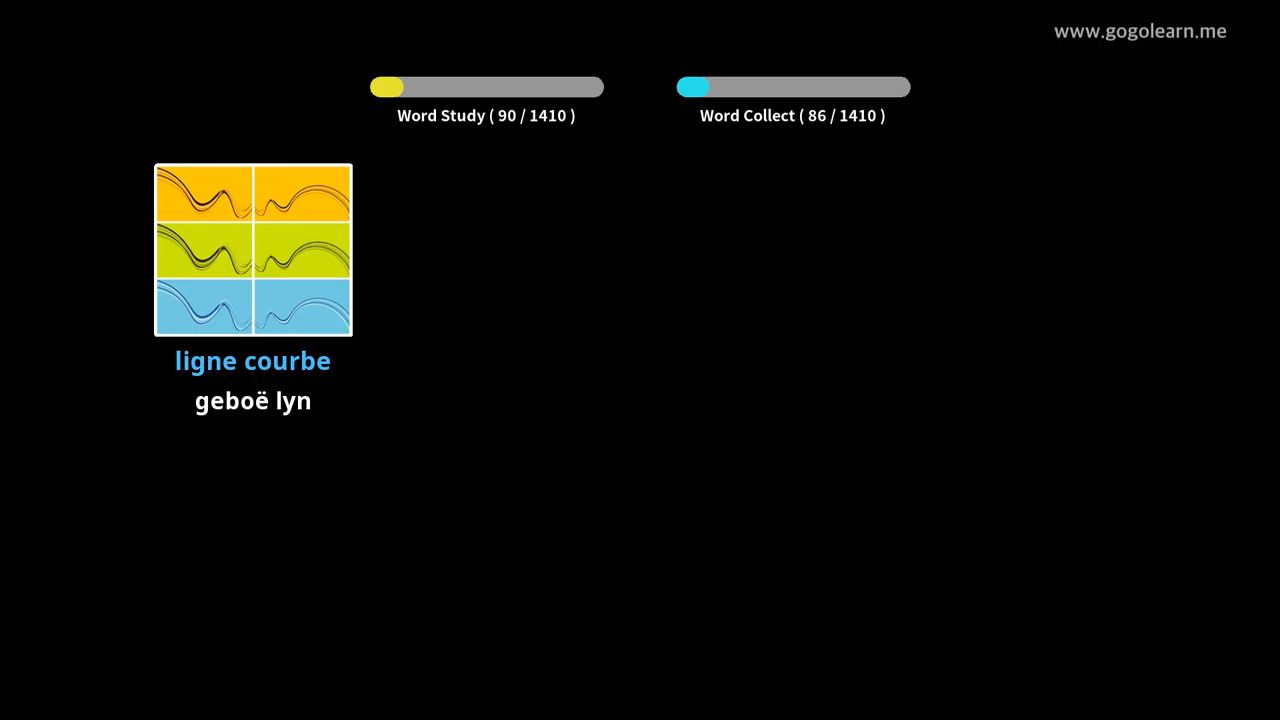 www.gogolearn.me
Word Study ( 90 / 1410 )
Word Collect ( 86 / 1410 )
ligne courbe
geboë lyn